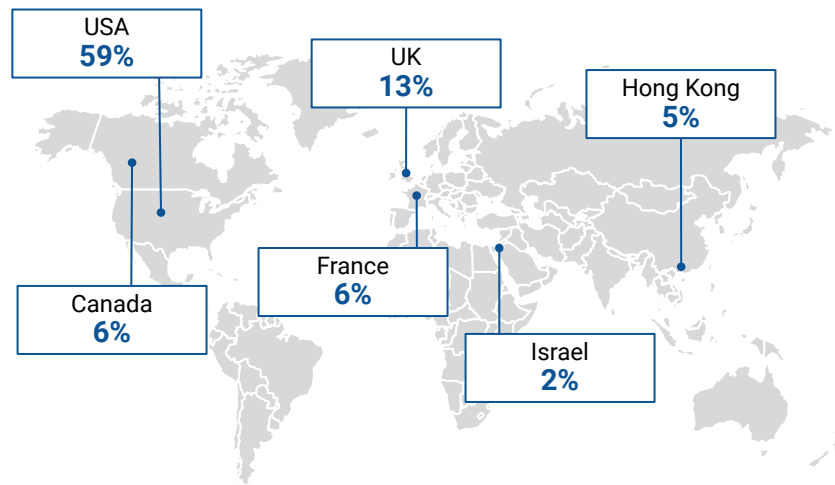 USA
59%
UK
13%
Hong Kong
5%
France
6%
Canada
6%
Israel
2%